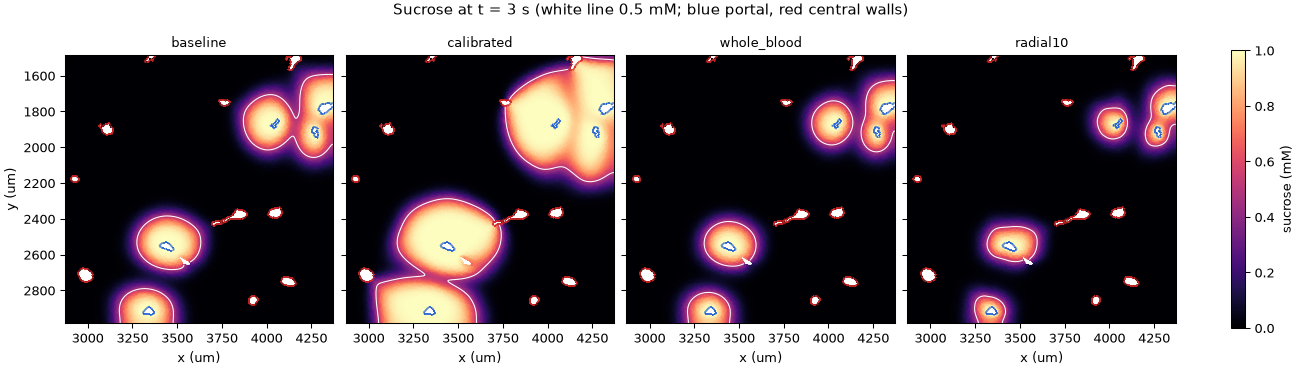 Sucrose at t = 3 s (white line 0.5 mM; blue portal, red central walls)
baseline
calibrated
whole_blood
radial10
1600
1800
2000
2200
2400
2600
2800
y (um)
3000 3250 3500 3750 4000 4250
3000 3250 3500 3750 4000 4250
3000 3250 3500 3750 4000 4250
3000 3250 3500 3750 4000 4250
x (um)
x (um)
x (um)
x (um)
1.0
0.8
0.6
0.4
0.2
0.0
sucrose (mM)